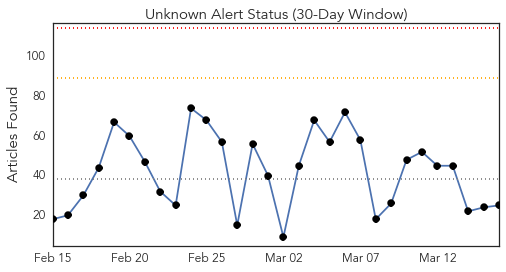 Unknown Alert Status (30-Day Window)
Articles Found
100
80
60
40
20
Feb 15 Feb 20 Feb 25 Mar 02 Mar 07 Mar 12